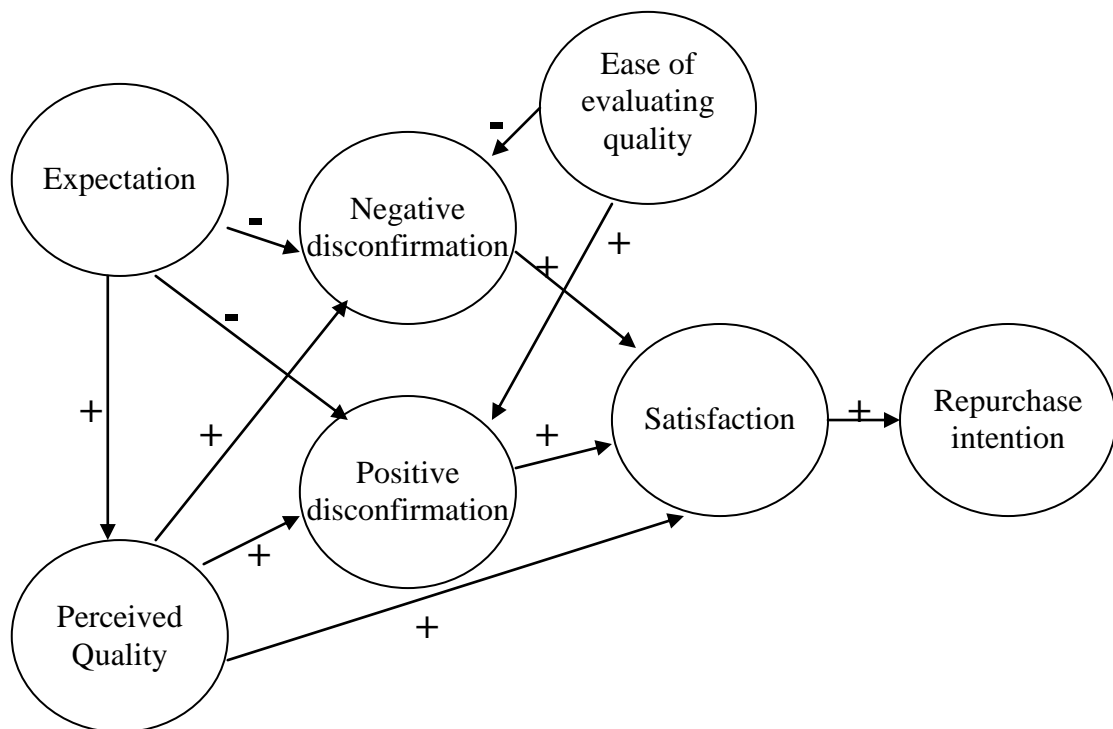 Ease of
evaluating
quality
-
Expectation
Negative
disconfirmation
-
+
+
-
+
+
+
Satisfaction
+
Repurchase
intention
Positive
disconfirmation
+
+
Perceived
Quality